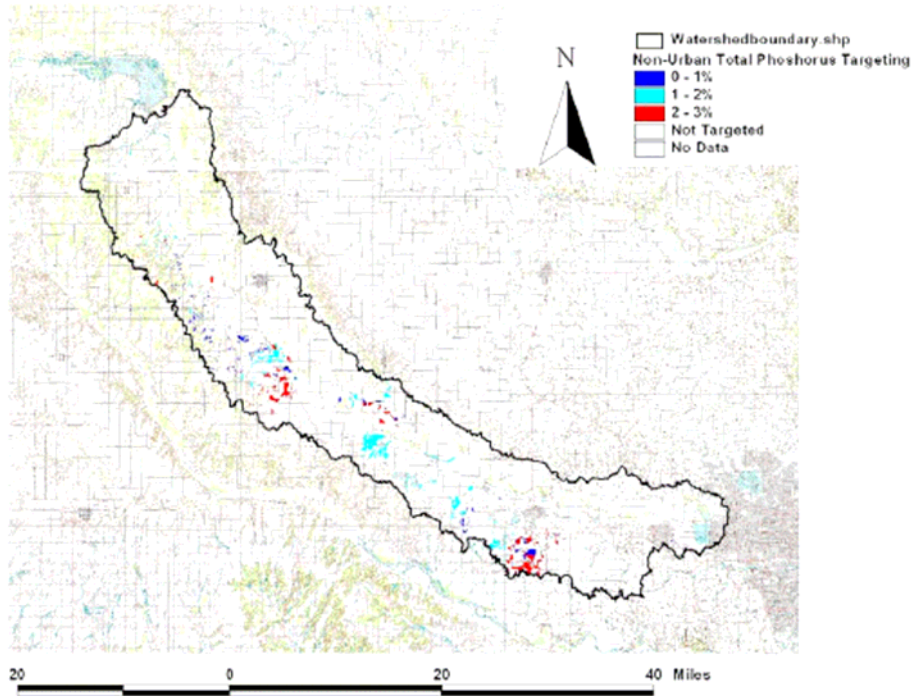 N
Watershedboundary.shp
Non-Urban Total Phoshorus Targeting
0 - 1%
1 - 2%
2 - 3%
Not Targeted
No Data
20 0 20 40 Miles